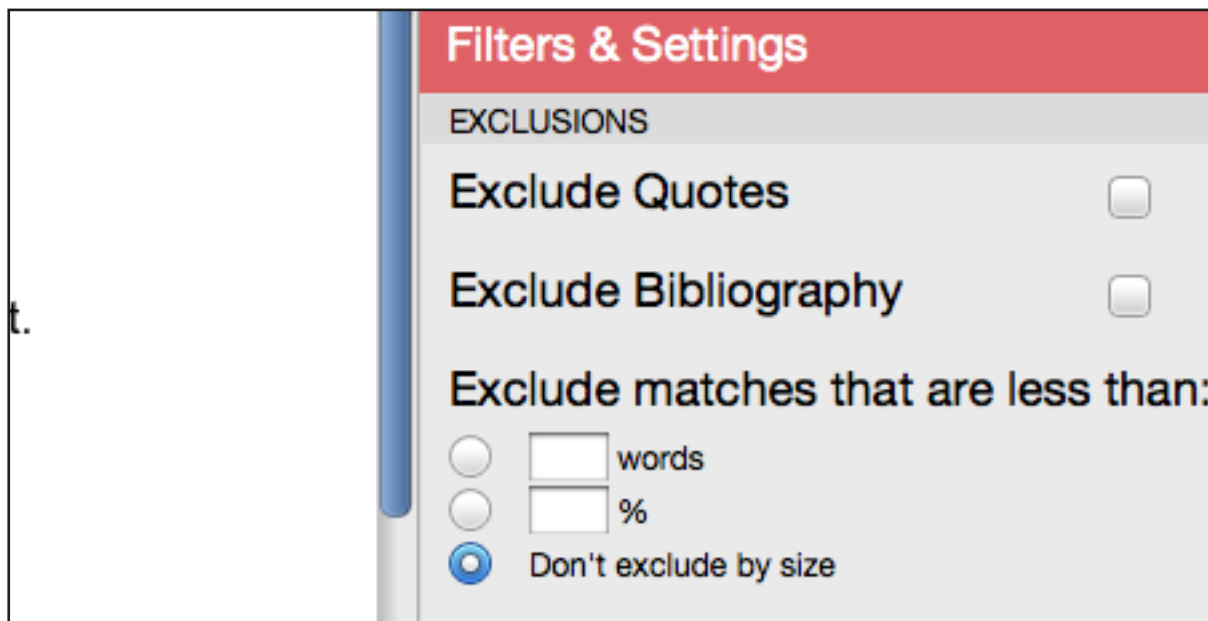 Filters & Settings
EXCLUSIONS
Exclude Quotes
Exclude Bibliography
t.
Exclude matches that are less than:
words
%
Don't exclude by size